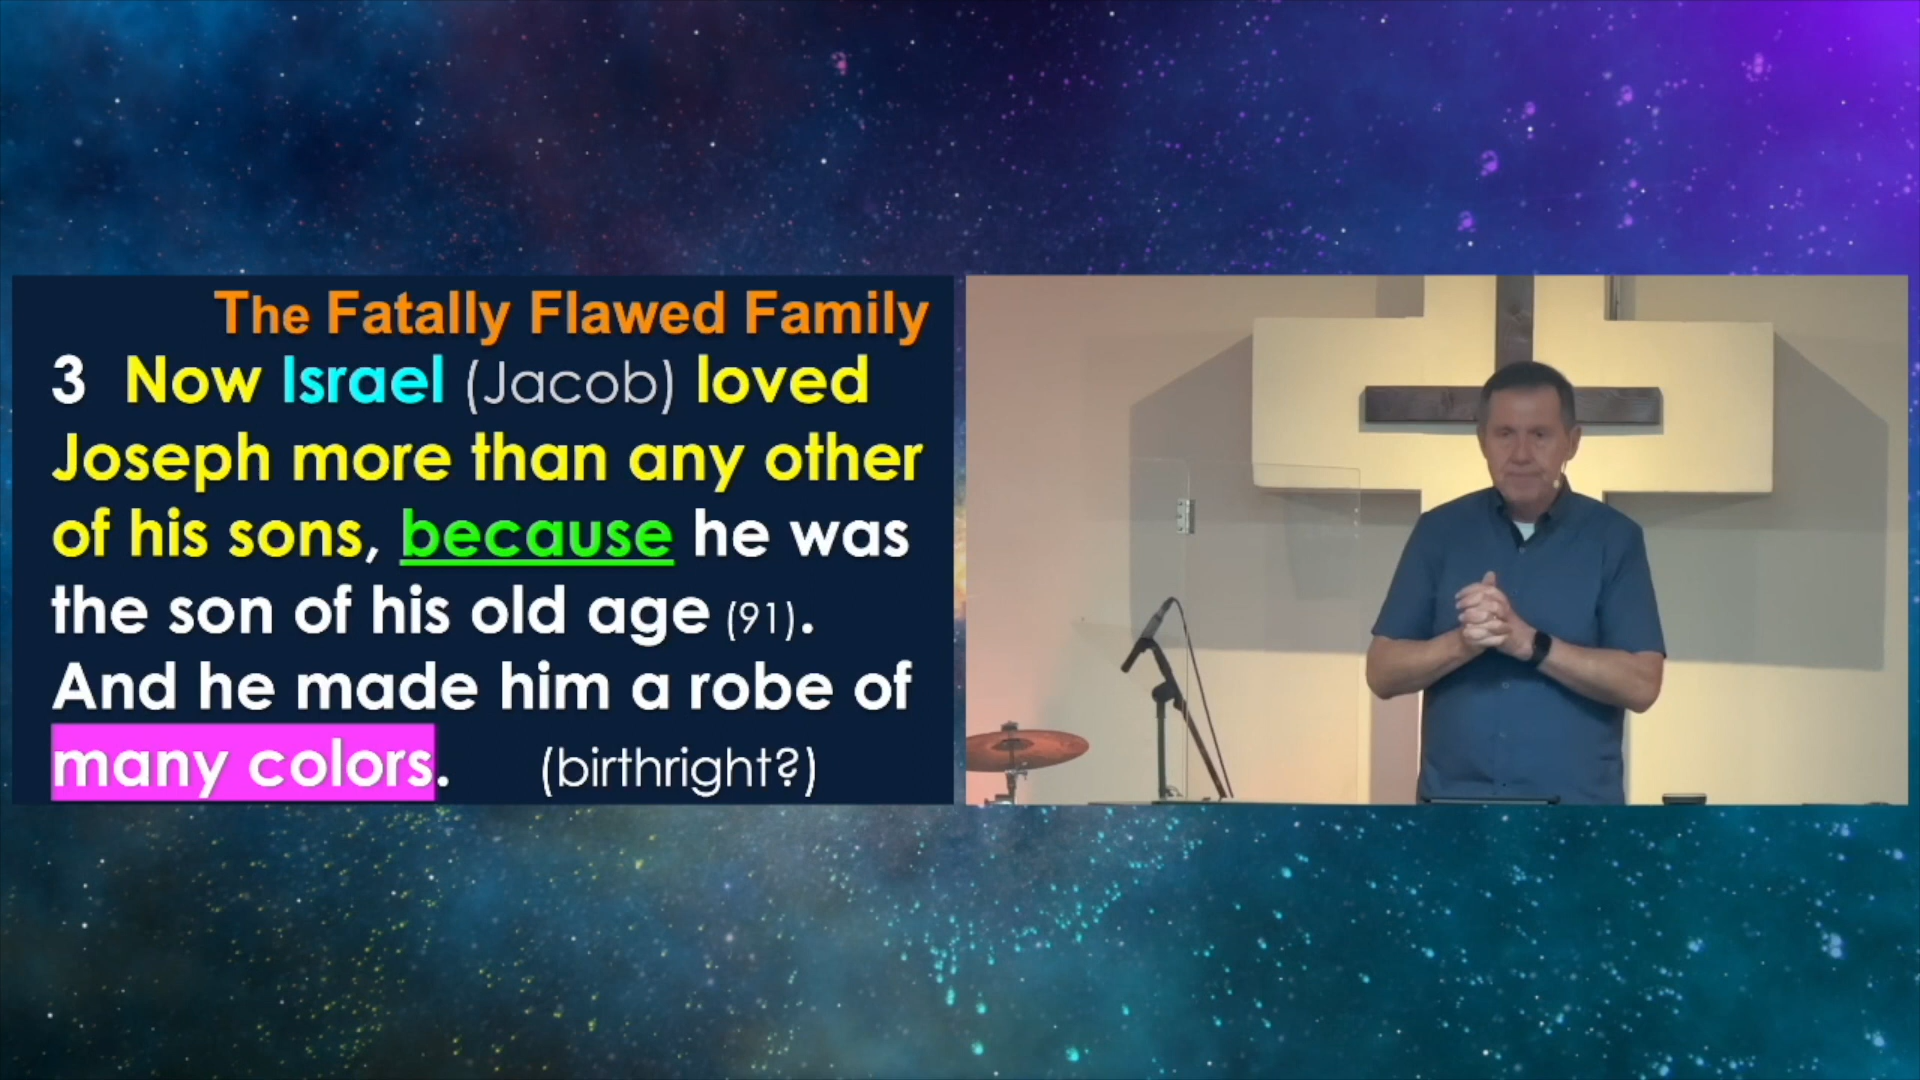 The Fatally Flawed Family
3 Now Israel (Jacob) loved
Joseph more than any other
of his sons, because he was
the son of his old age (91).
And he made him a robe of
many colors. (birthright?)